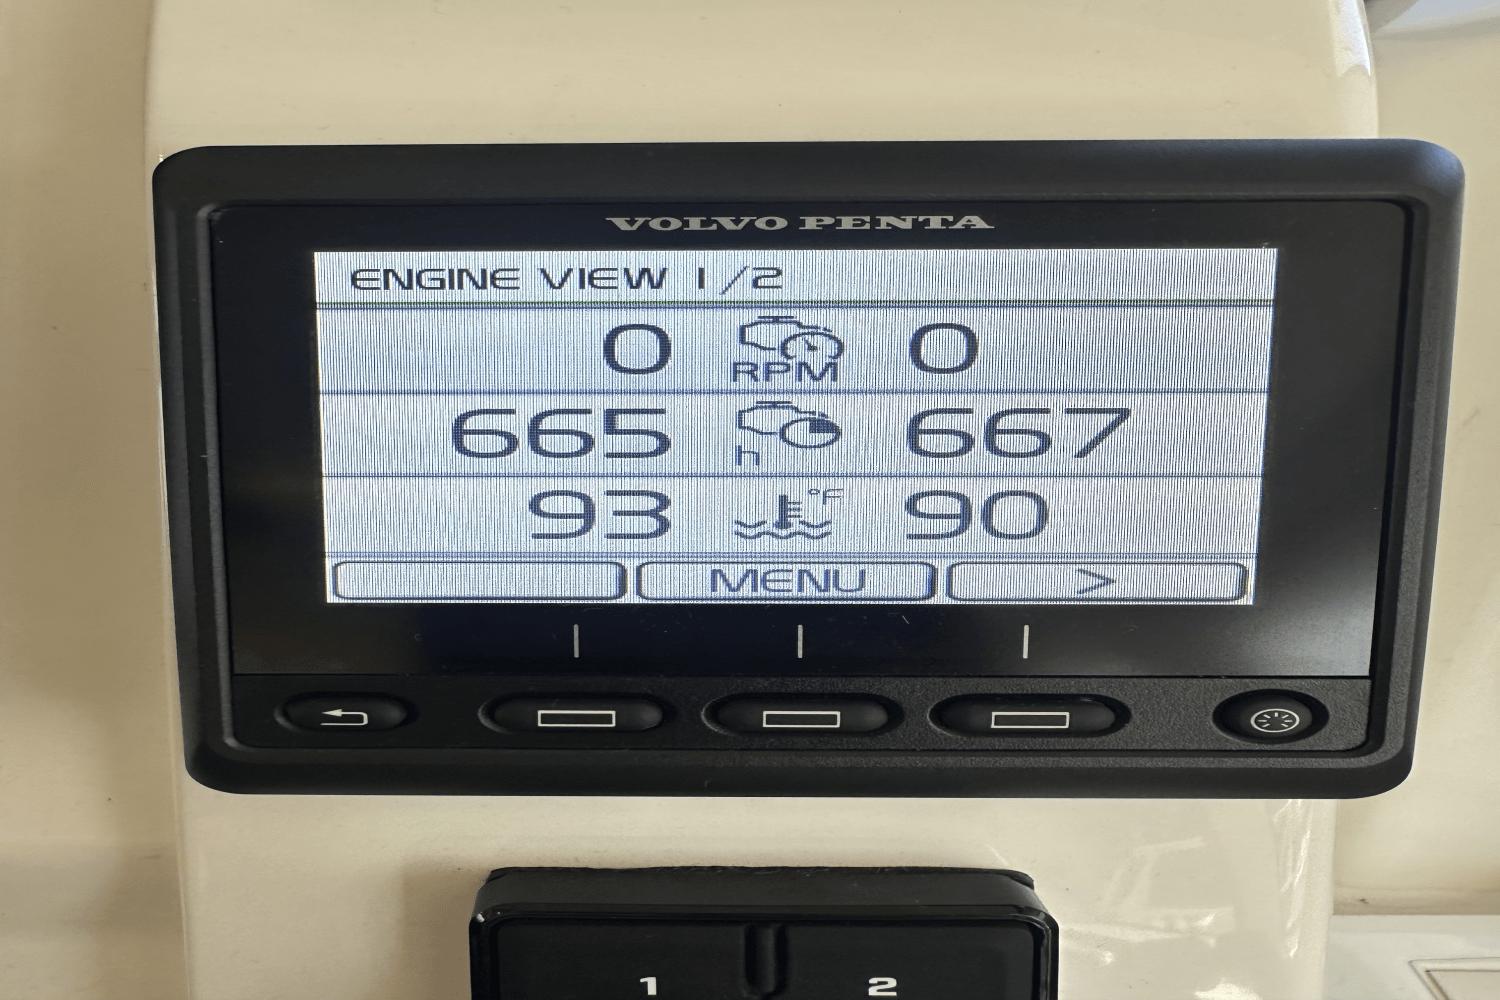 VOLVO PENTA
ENGINE VIEW 1/2
0 RPM 0
665 h 667
93 °F 90
MENU >
1 2